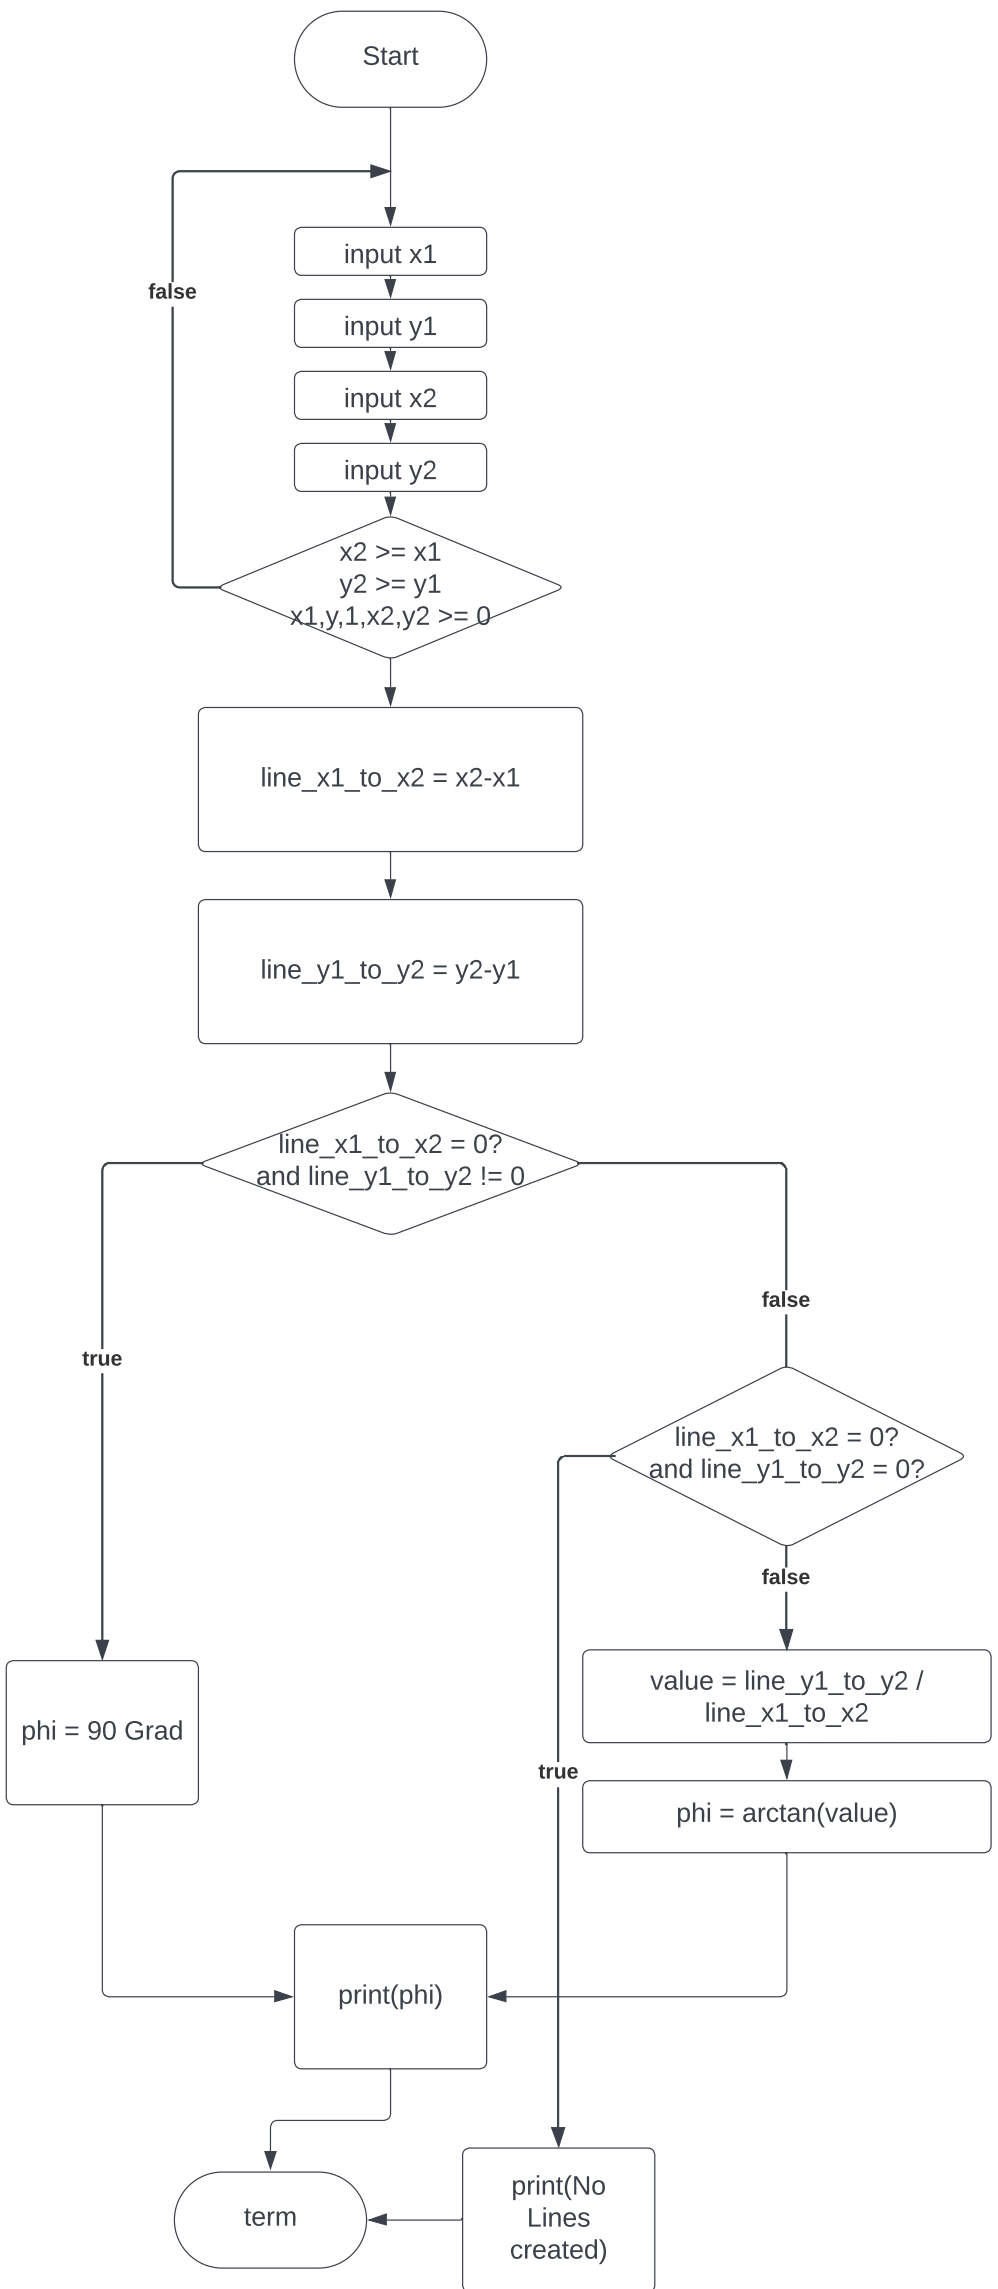 Start
false
input x1
input y1
input x2
input y2
x2 >= x1
y2 >= y1
x1,y,1,x2,y2 >= 0
line_x1_to_x2 = x2-x1
line_y1_to_y2 = y2-y1
line_x1_to_x2 = 0?
and line_y1_to_y2 != 0
false
true
line_x1_to_x2 = 0?
and line_y1_to_y2 = 0?
false
value = line_y1_to_y2 /
line_x1_to_x2
phi = 90 Grad
true
phi = arctan(value)
print(phi)
print(No
Lines
created)
term